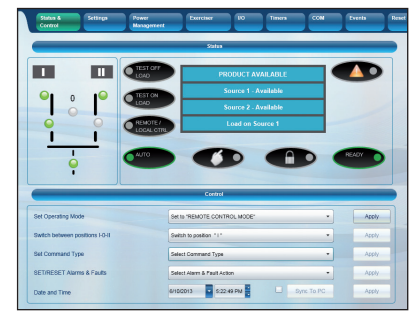 Status & Control Settings Power Management Exerciser I/O Timers COM Events Reset
Status
I II
0
TEST OFF LOAD
TEST ON LOAD
REMOTE / LOCAL CTRL
PRODUCT AVAILABLE
Source 1 - Available
Source 2 - Available
Load on Source 1
AUTO
READY
Control
Set Operating Mode Set to "REMOTE CONTROL MODE" Apply
Switch between positions I-0-II Switch to position "I" Apply
Set Command Type Select Command Type Apply
SET/RESET Alarms & Faults Select Alarm & Fault Action Apply
Date and Time 6/18/2013 5:22:49 PM Sync To PC Apply